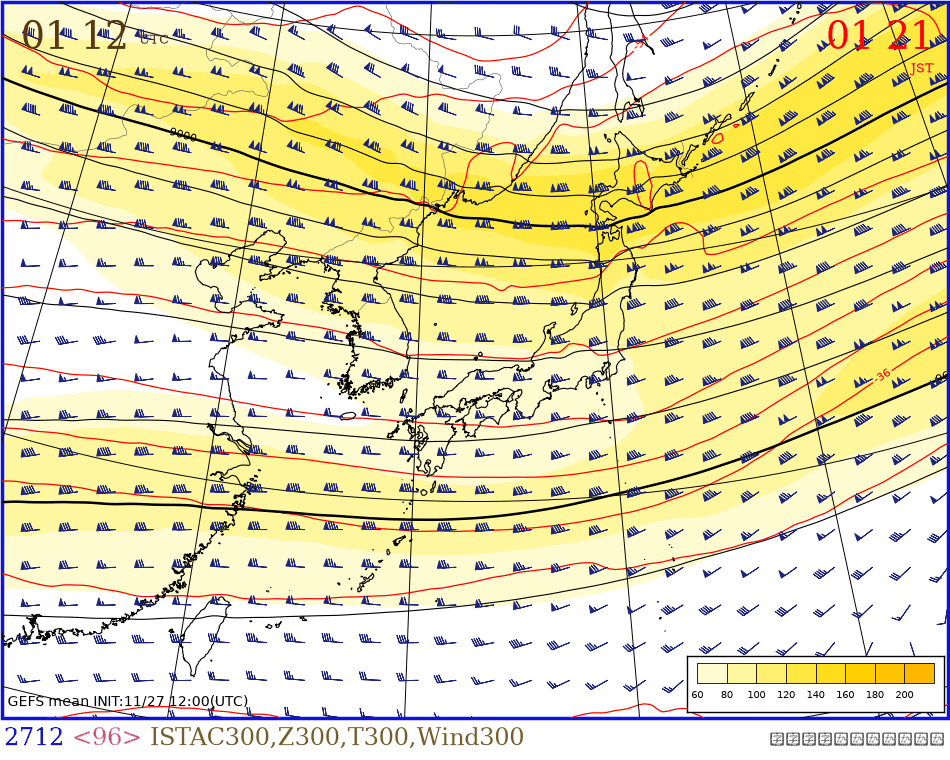 01 12 UTC
01 21
JST
9000
-36
GEFS mean INIT:11/27 12:00(UTC)
60 80 100 120 140 160 180 200
2712 <96> ISTAC300,Z300,T300,Wind300